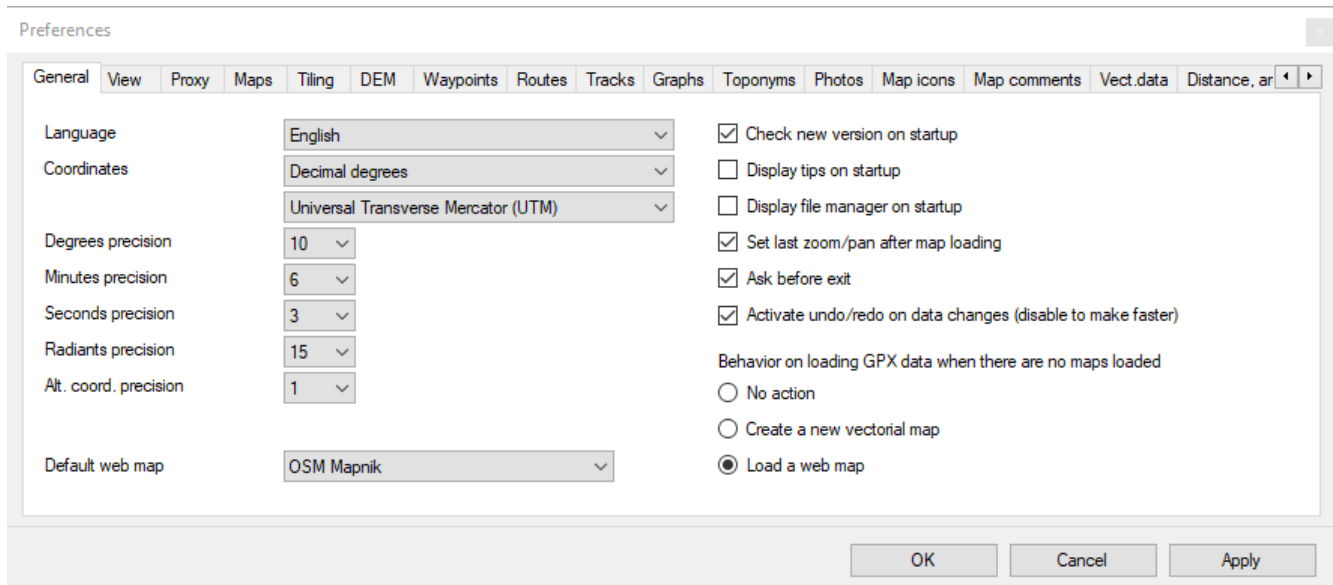 Preferences
x
General View Proxy Maps Tiling DEM Waypoints Routes Tracks Graphs Toponyms Photos Map icons Map comments Vect.data Distance, ar
Language English
Coordinates Decimal degrees
Universal Transverse Mercator (UTM)
Degrees precision 10
Minutes precision 6
Seconds precision 3
Radiants precision 15
Alt. coord. precision 1
Default web map OSM Mapnik
Check new version on startup
Display tips on startup
Display file manager on startup
Set last zoom/pan after map loading
Ask before exit
Activate undo/redo on data changes (disable to make faster)
Behavior on loading GPX data when there are no maps loaded
No action
Create a new vectorial map
Load a web map
OK Cancel Apply